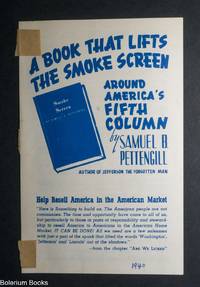 A BOOK THAT LIFTS
THE SMOKE SCREEN
AROUND
AMERICA'S
FIFTH
COLUMN
by SAMUEL B.
PETTENGILL
AUTHOR OF JEFFERSON THE FORGOTTEN MAN
Smoke
Screen
Help Resell America in the American Market
"Here is Something to build on. The American people are not
communists. The time and opportunity have come to all of us,
but particularly to those in posts of responsibility and steward-
ship to resell America to Americans in the American Home
Market. IT CAN BE DONE! All we need are a few salesmen
with just a part of the spark that lifted the words 'Washington',
'Jefferson' and 'Lincoln' out of the shadows."
—from the chapter "Are We Licked?"
1940
Bolerium Books